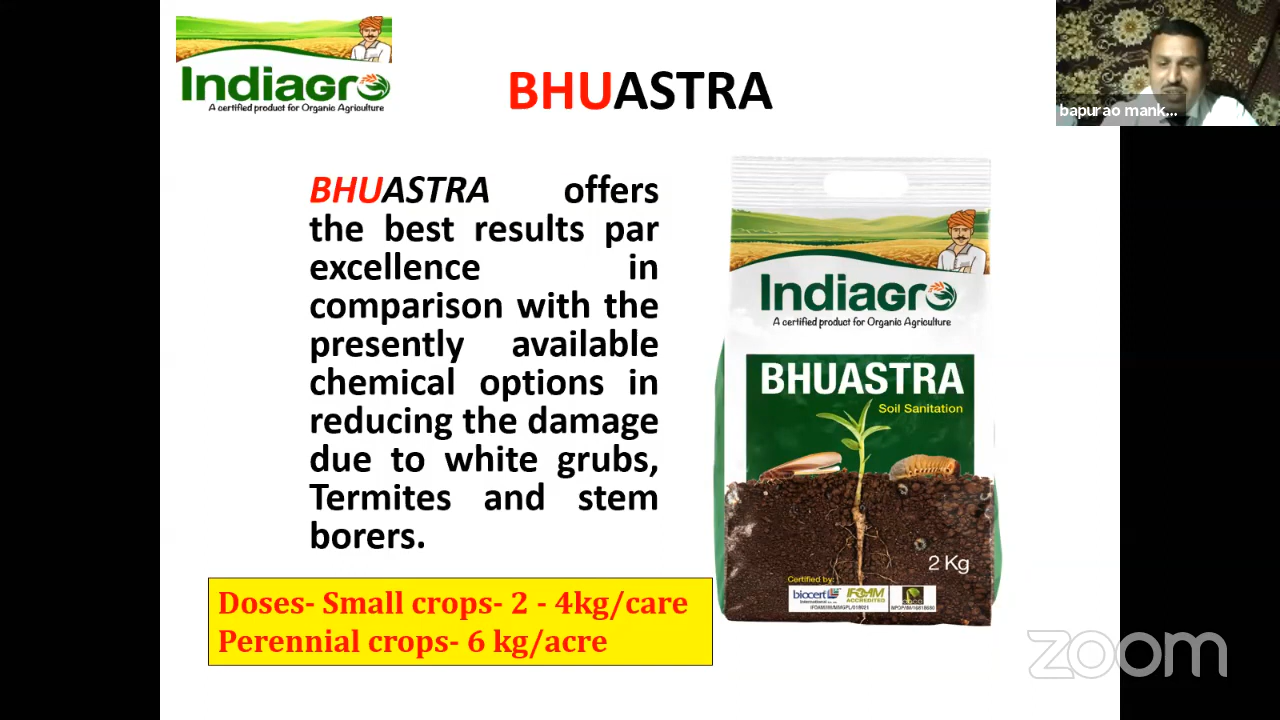 Indiagro
A certified product for Organic Agriculture
BHUASTRA
bapurao mank...
BHUASTRA offers
the best results par
excellence in
comparison with the
presently available
chemical options in
reducing the damage
due to white grubs,
Termites and stem
borers.
Doses- Small crops- 2 - 4kg/care
Perennial crops- 6 kg/acre
Indiagro
A certified product for Organic Agriculture
BHUASTRA
Soil Sanitation
2 Kg
Certified by:
biocert
International
IFOAM
ACCREDITED
zoom